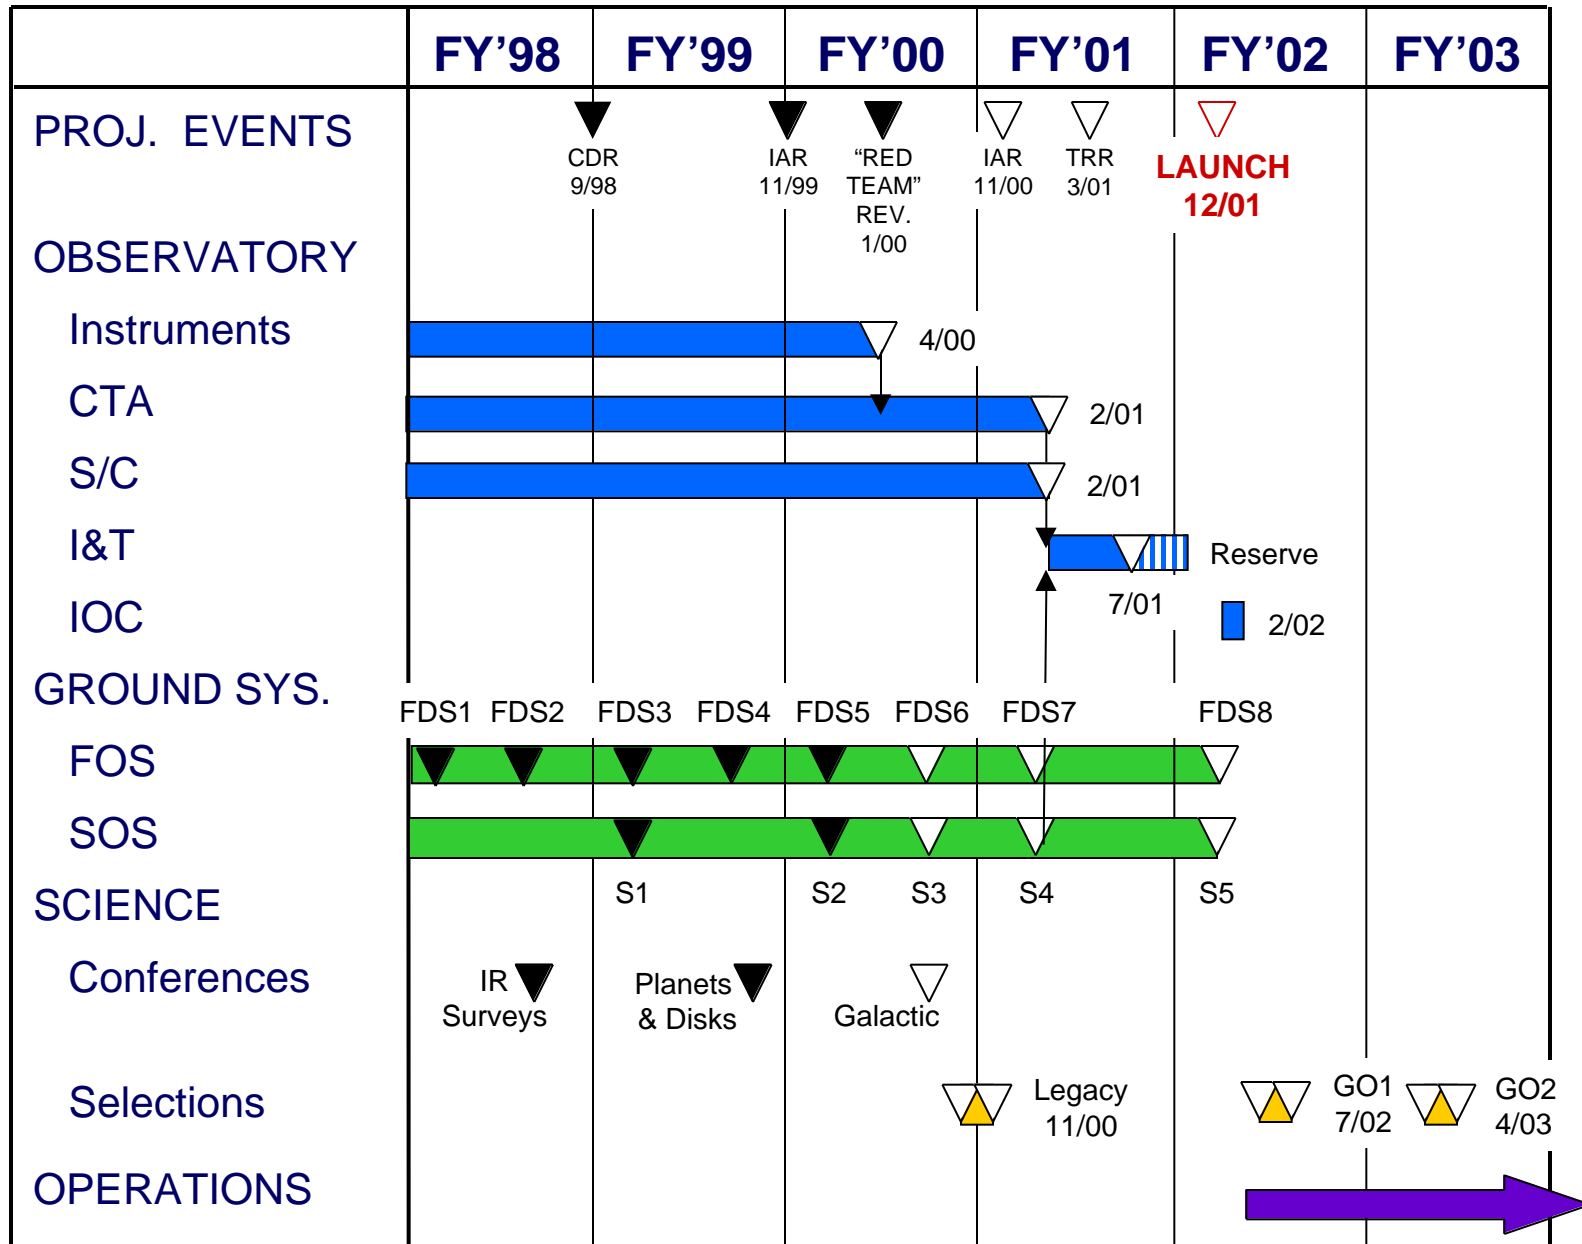 FY’98 FY’99 FY’00 FY’01 FY’02 FY’03
PROJ. EVENTS
CDR
9/98
IAR
11/99
“RED
TEAM”
REV.
1/00
IAR
11/00
TRR
3/01
LAUNCH
12/01
OBSERVATORY
Instruments
4/00
CTA
2/01
S/C
2/01
I&T
Reserve
7/01
IOC
2/02
GROUND SYS.
FDS1 FDS2 FDS3 FDS4 FDS5 FDS6 FDS7 FDS8
FOS
SOS
S1 S2 S3 S4 S5
SCIENCE
Conferences
IR
Surveys
Planets
& Disks
Galactic
Selections
Legacy
11/00
GO1
7/02
GO2
4/03
OPERATIONS